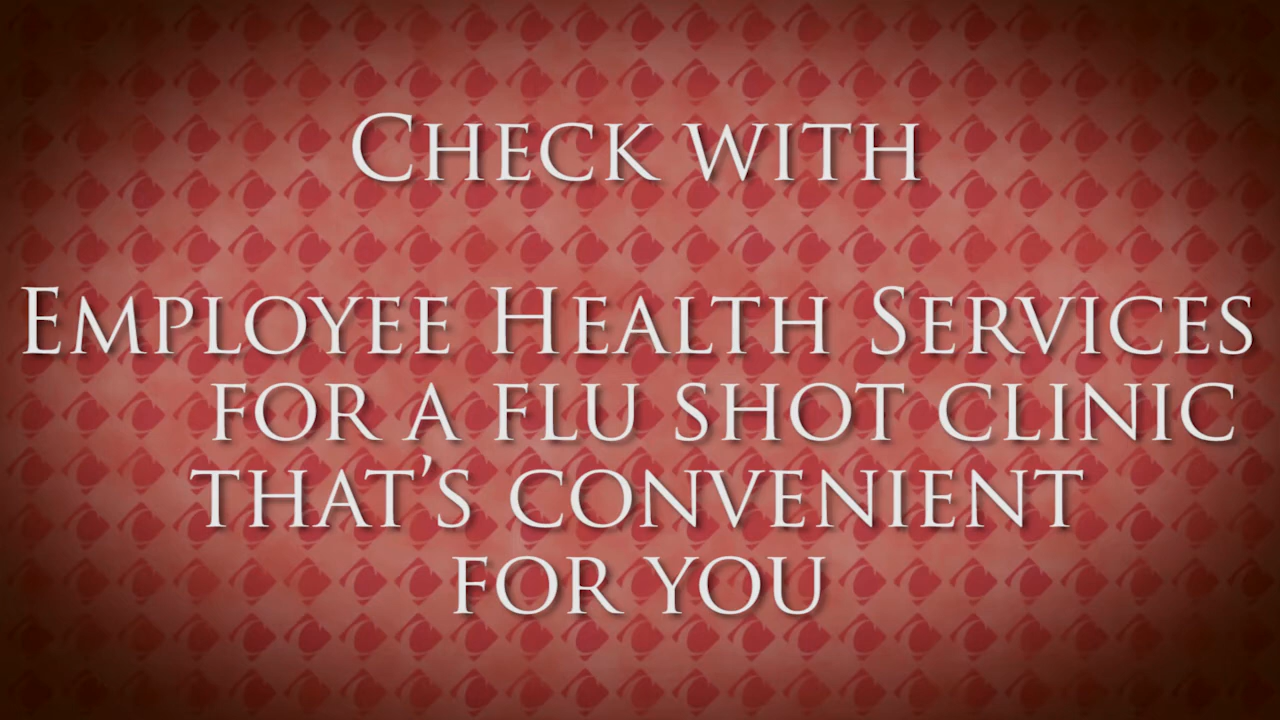 Check with
Employee Health Services
for a flu shot clinic
that's convenient
for you